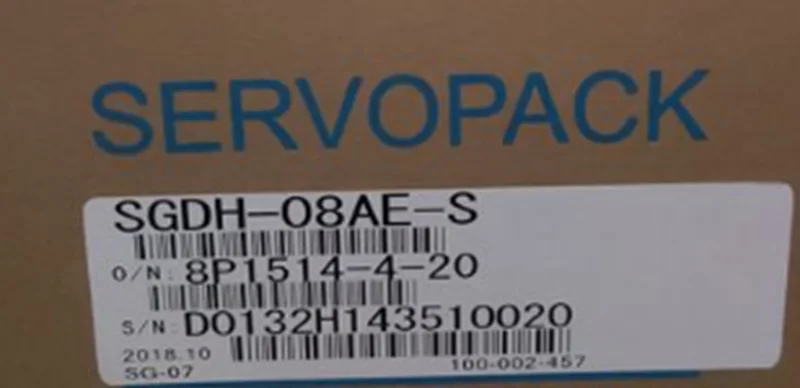 SERVOPACK
SGDH-08AE-S
O/N: 8P1514-4-20
S/N: D0132H143510020
2018.10
SG-07 100-002-457